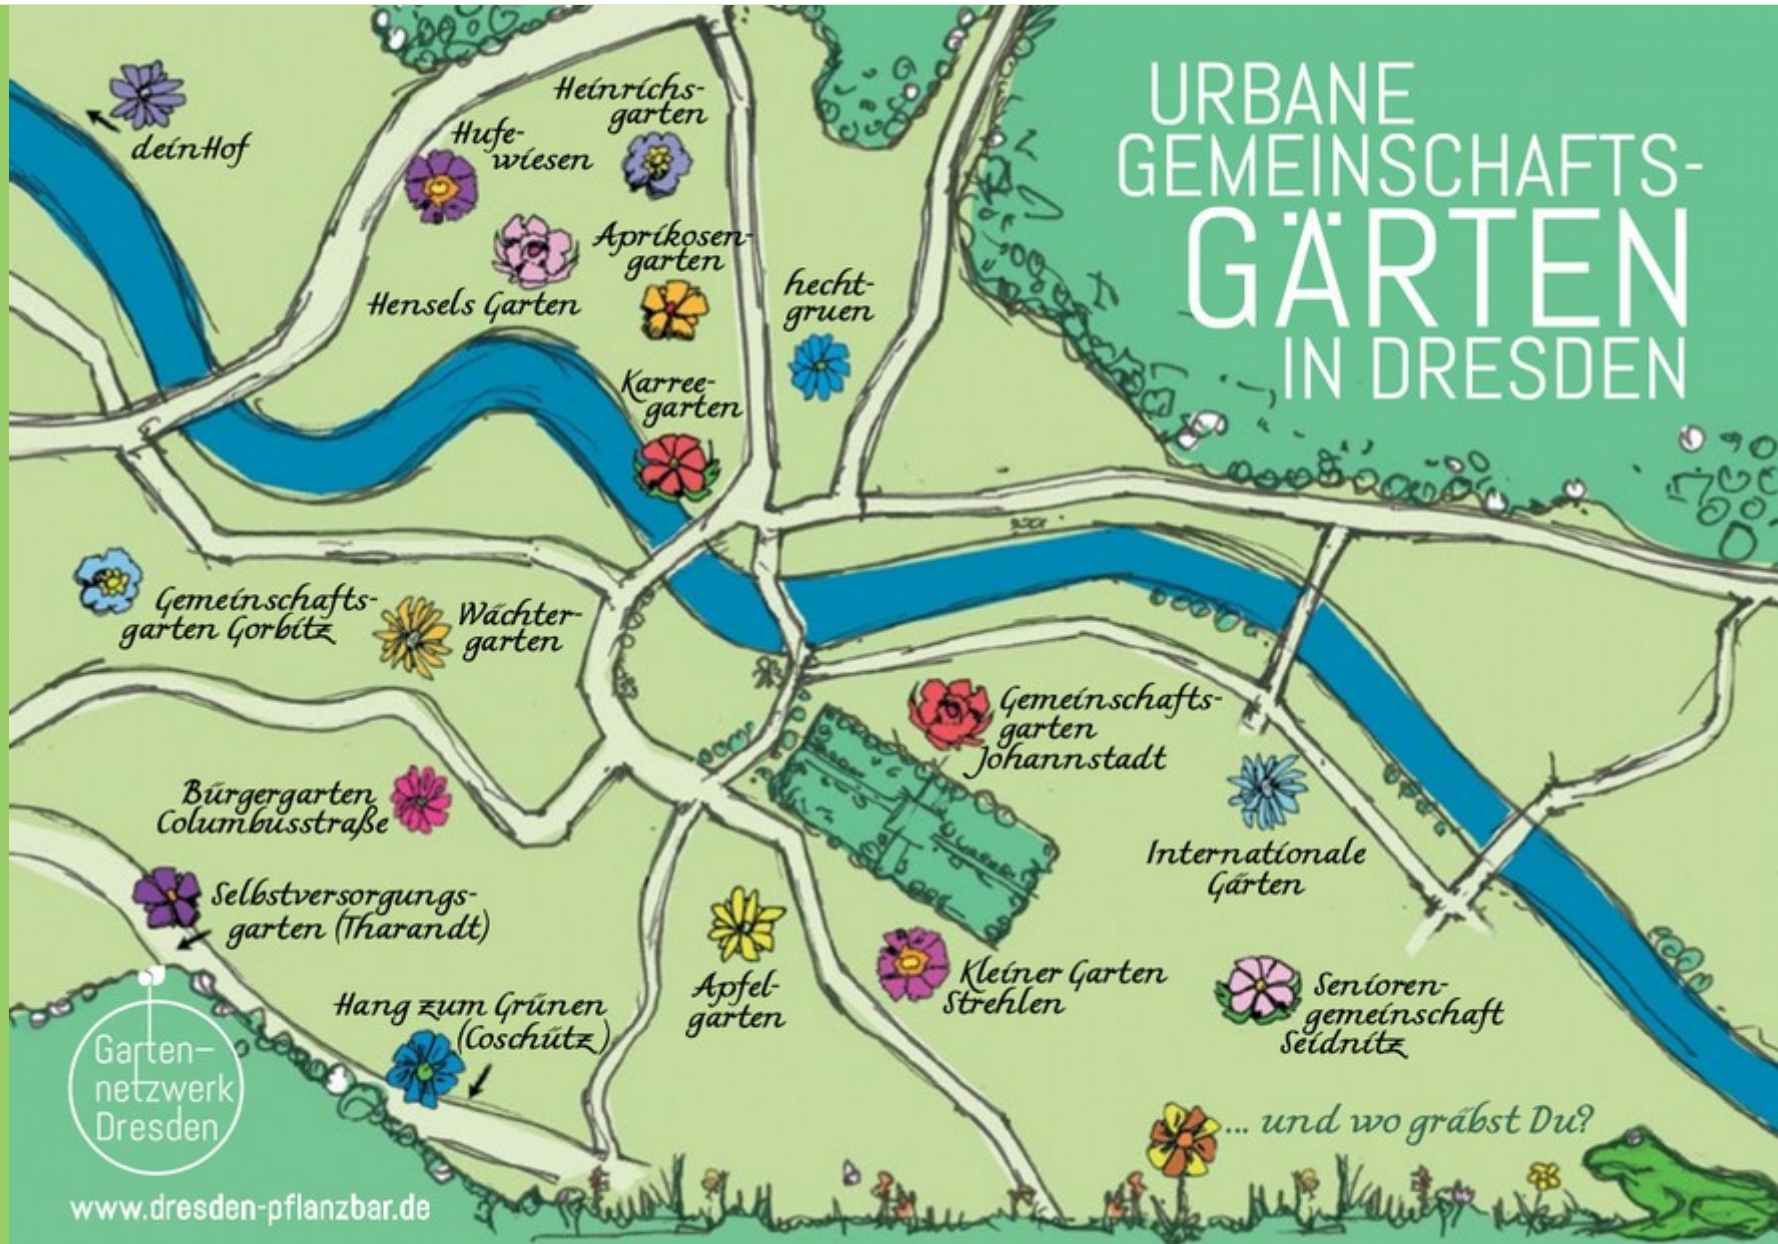 URBANE
GEMEINSCHAFTS-
GÄRTEN
IN DRESDEN
deinHof
Hufe-
wiesen
Heinrichs-
garten
Hensels Garten
Aprikosen-
garten
hecht-
gruen
Karree-
garten
Gemeinschafts-
garten Gorbitz
Wächter-
garten
Gemeinschafts-
garten
Johannstadt
Bürgergarten
Columbusstraße
Internationale
Gärten
Selbstversorgungs-
garten (Tharandt)
Hang zum Grünen
(Coschütz)
Apfel-
garten
Kleiner Garten
Strehlen
Senioren-
gemeinschaft
Seidnitz
... und wo gräbst Du?
Garten-
netzwerk
Dresden
www.dresden-pflanzbar.de